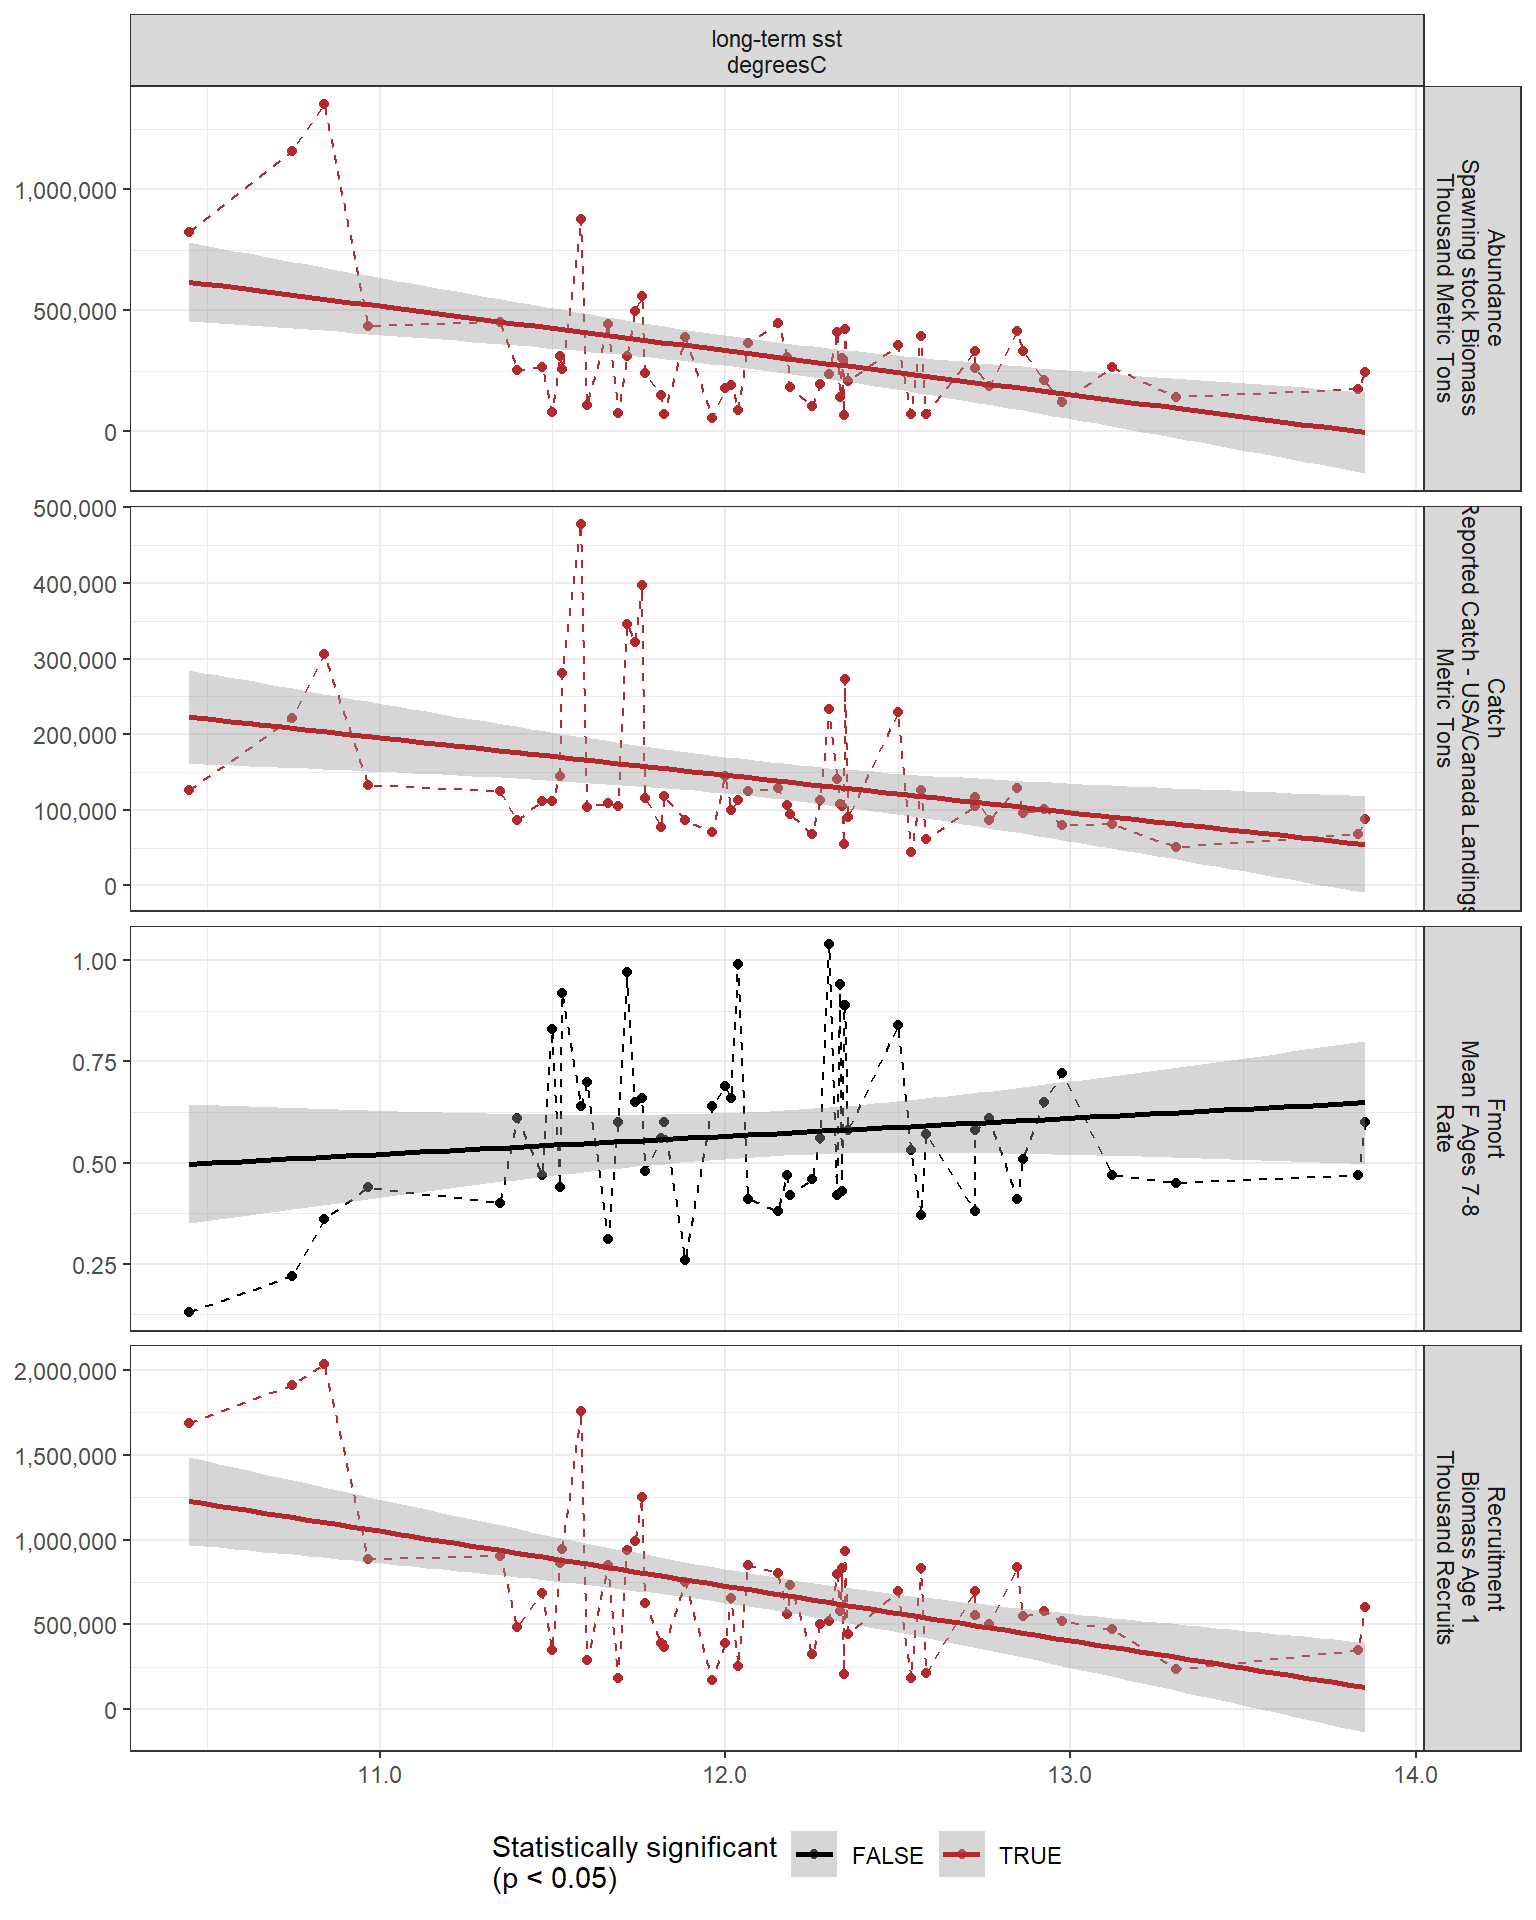 long-term sst
degreesC
1,000,000
500,000
0
Abundance
Spawning stock Biomass
Thousand Metric Tons
500,000
400,000
300,000
200,000
100,000
0
Catch
Reported Catch - USA/Canada Landings
Metric Tons
1.00
0.75
0.50
0.25
Fmort
Mean F Ages 7-8
Rate
2,000,000
1,500,000
1,000,000
500,000
0
Recruitment
Biomass Age 1
Thousand Recruits
11.0
12.0
13.0
14.0
Statistically significant
(p < 0.05)
FALSE
TRUE